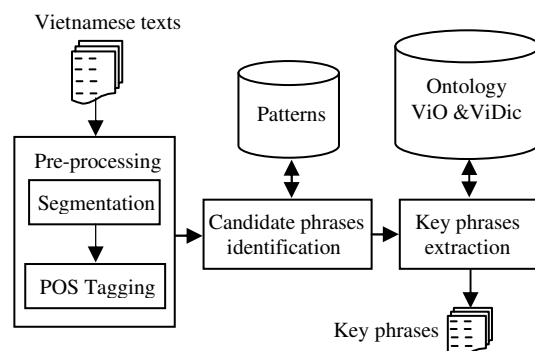 Vietnamese texts
Pre-processing
Segmentation
POS Tagging
Patterns
Candidate phrases
identification
Ontology
ViO &ViDic
Key phrases
extraction
Key phrases